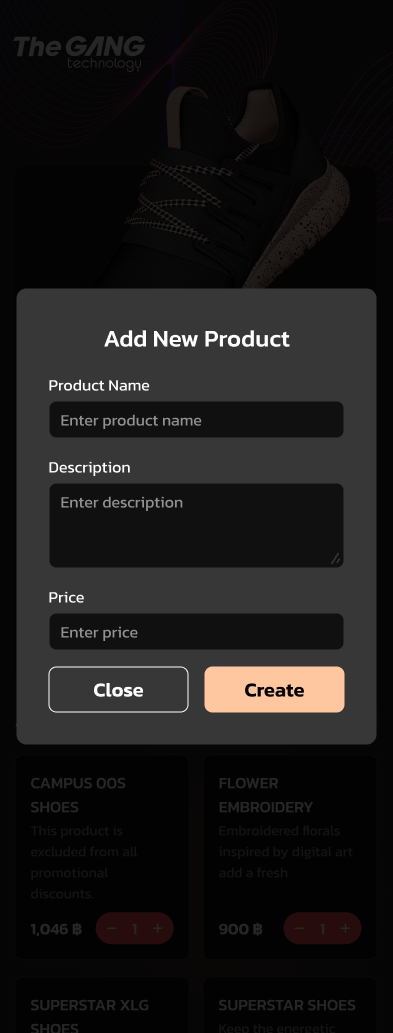 The GANG
technology
Add New Product
Product Name
Enter product name
Description
Enter description
Price
Enter price
Close
Create
CAMPUS 00S
SHOES
This product is
excluded from all
promotional
discounts.
1,046 ฿
− 1 +
FLOWER
EMBROIDERY
Embroidered florals
inspired by digital art
add a fresh
900 ฿
− 1 +
SUPERSTAR XLG
SHOES
SUPERSTAR SHOES
Keep the energetic